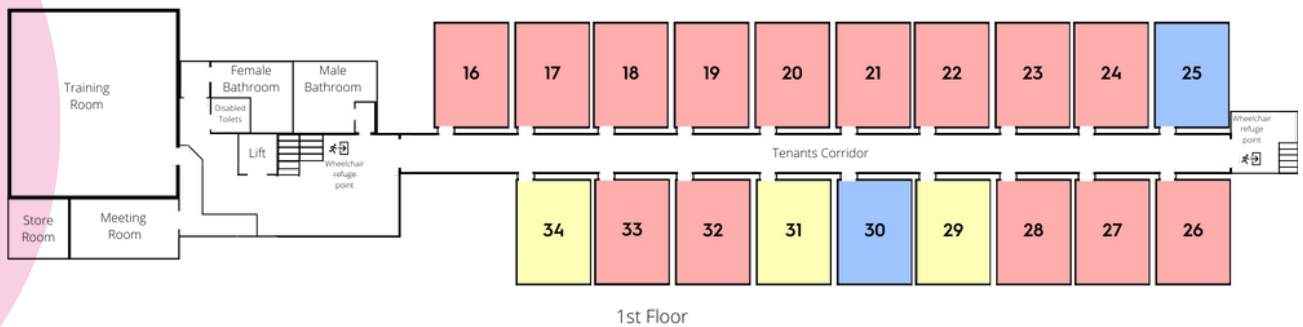 Training
Room
Female
Bathroom
Male
Bathroom
Disabled
Toilets
Lift
Wheelchair
refuge
point
Store
Room
Meeting
Room
16
17
18
19
20
21
22
23
24
25
Tenants Corridor
Wheelchair
refuge
point
34
33
32
31
30
29
28
27
26
1st Floor